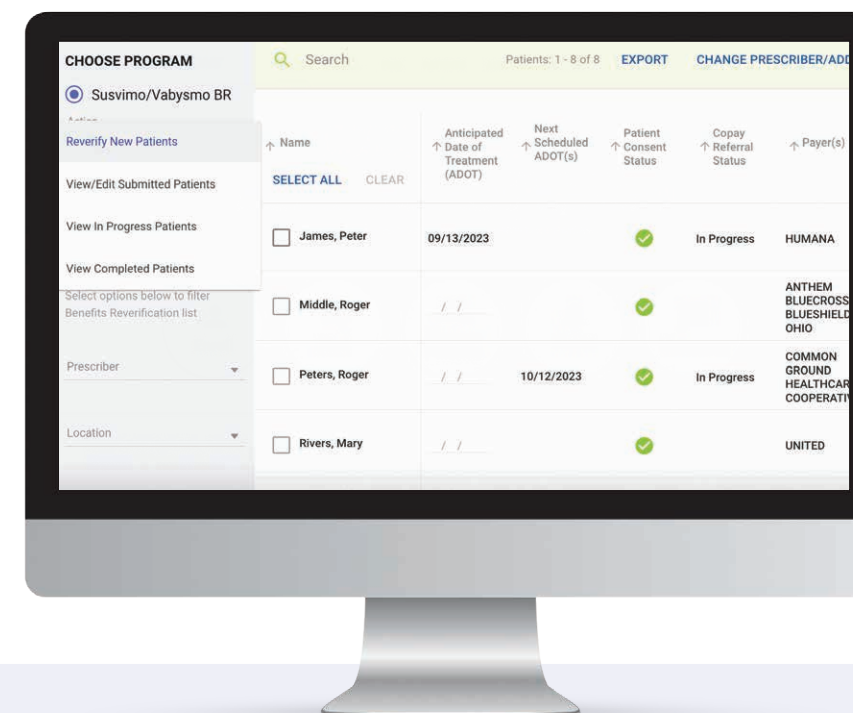 CHOOSE PROGRAM
Susvimo/Vabysmo BR
Action
Reverify New Patients
View/Edit Submitted Patients
View In Progress Patients
View Completed Patients
Select options below to filter
Benefits Reverification list
Prescriber
Location
Search
Patients: 1 - 8 of 8
EXPORT
CHANGE PRESCRIBER/ADD
↑ Name
SELECT ALL CLEAR
Anticipated
↑ Date of
Treatment
(ADOT)
Next
↑ Scheduled
ADOT(s)
Patient
↑ Consent
Status
Copay
↑ Referral
Status
↑ Payer(s)
James, Peter 09/13/2023 In Progress HUMANA
Middle, Roger / /
ANTHEM
BLUECROSS
BLUESHIELD
OHIO
Peters, Roger / / 10/12/2023 In Progress
COMMON
GROUND
HEALTHCAR
COOPERATIV
Rivers, Mary / / UNITED